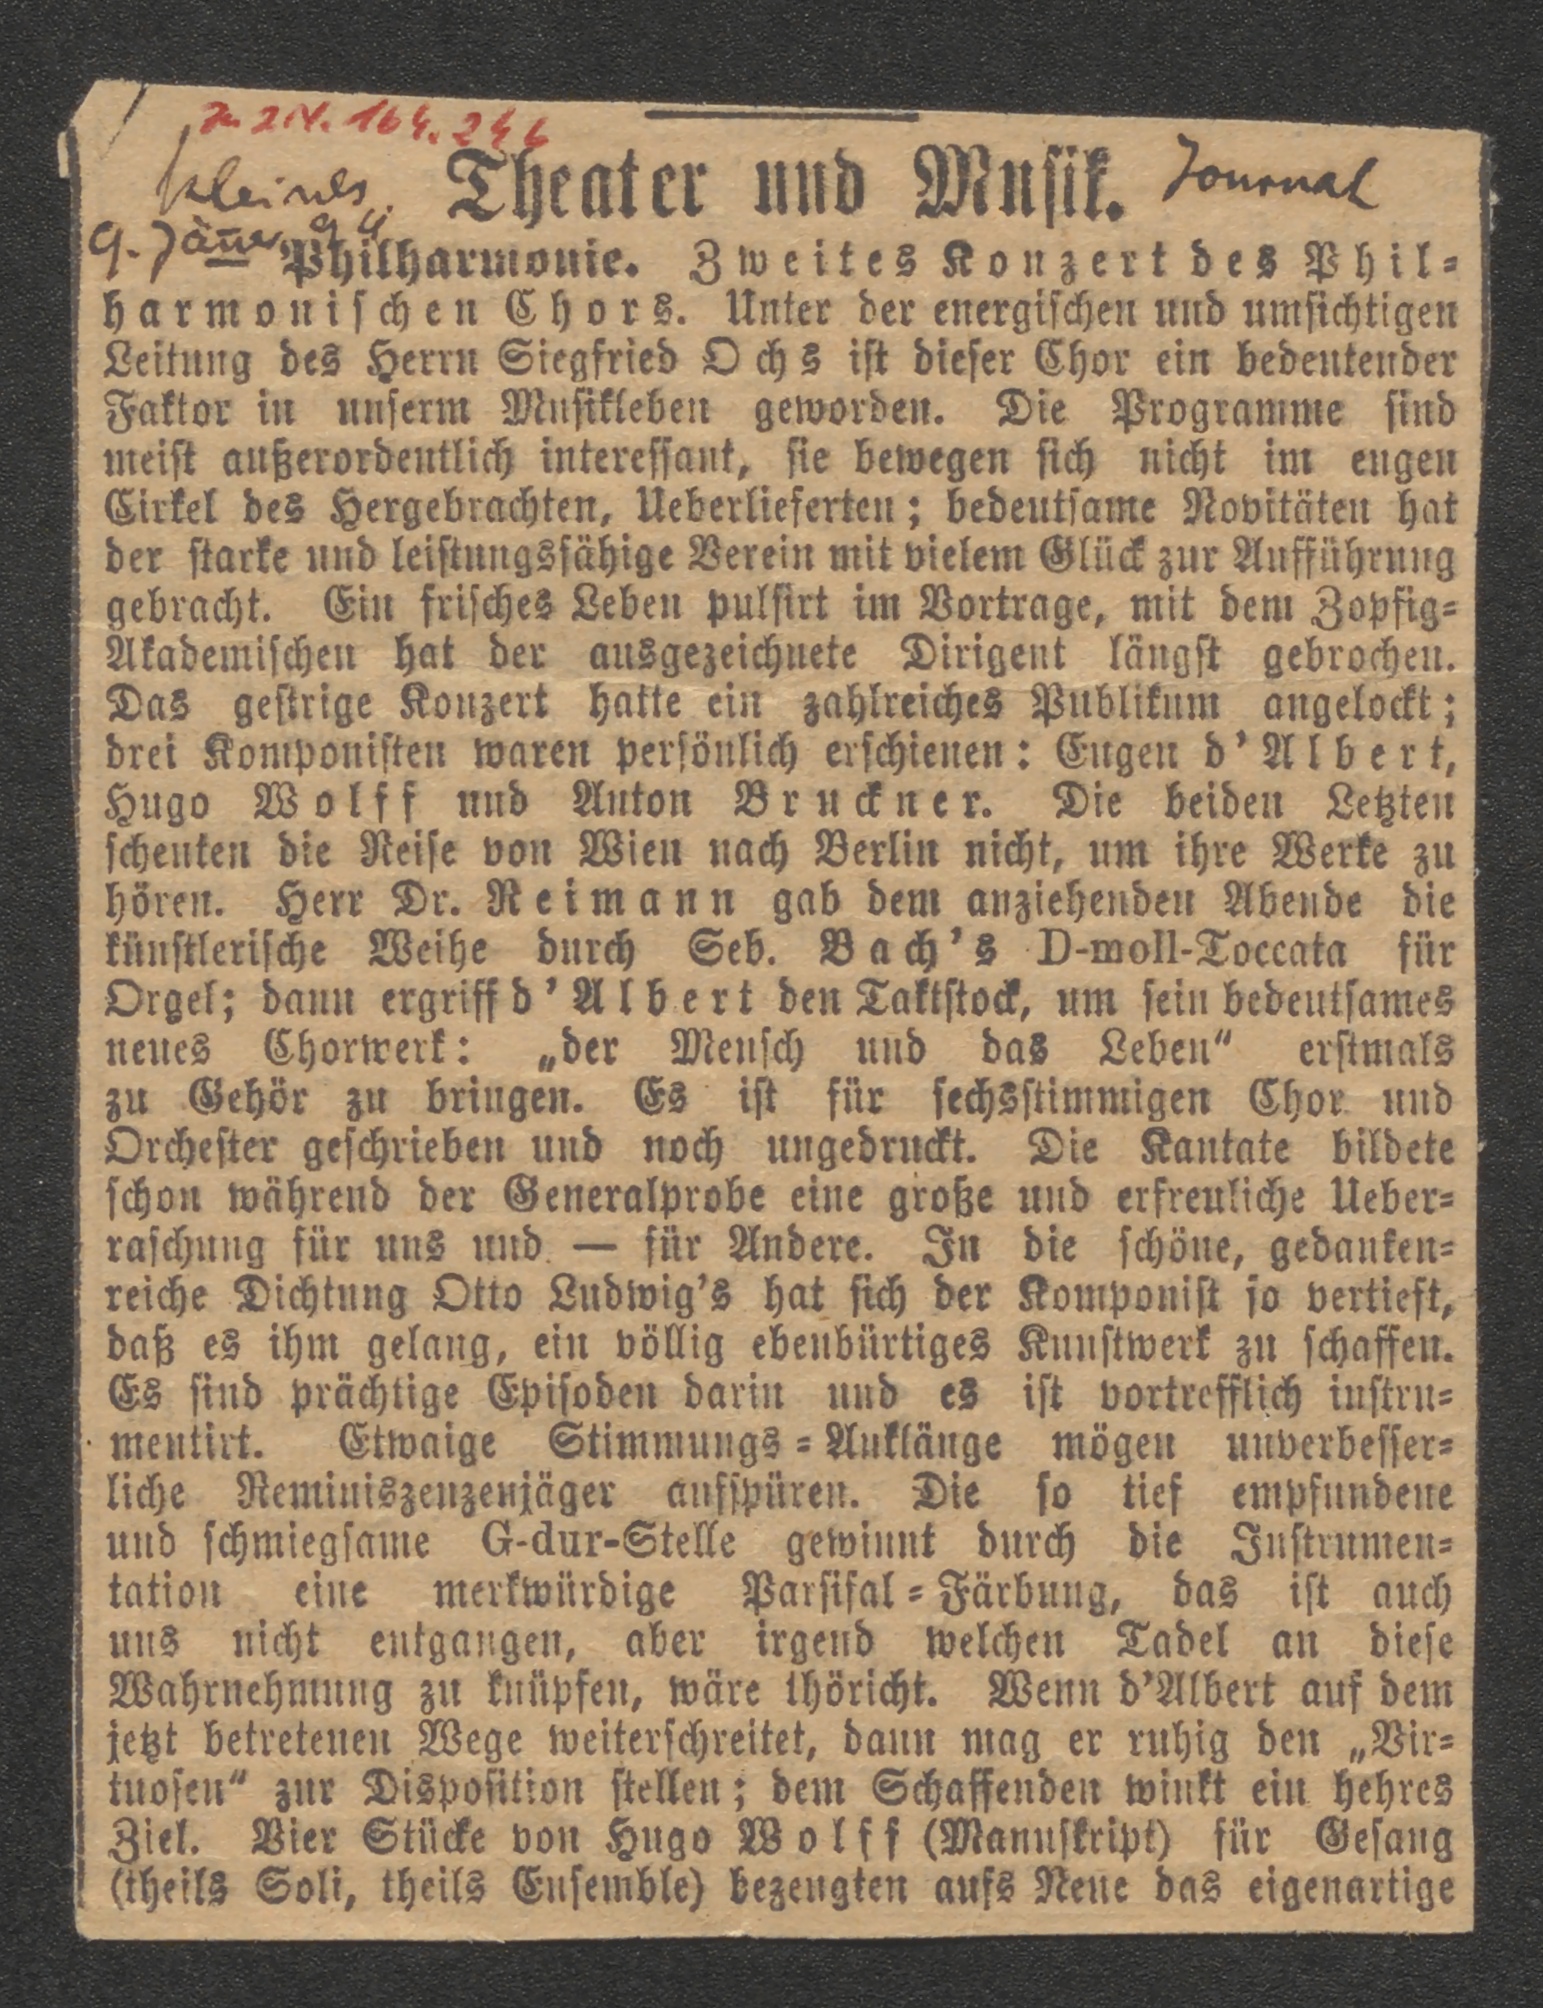 Z. 2N. 164. 246
kleines Theater und Musik. Journal
9. Jäner 94
Philharmonie. Zweites Konzert des Phil-
harmonischen Chors. Unter der energischen und umsichtigen
Leitung des Herrn Siegfried Ochs ist dieser Chor ein bedeutender
Faktor in unserm Musikleben geworden. Die Programme sind
meist außerordentlich interessant, sie bewegen sich nicht im engen
Cirkel des Hergebrachten, Ueberlieferten; bedeutsame Novitäten hat
der starke und leistungsfähige Verein mit vielem Glück zur Aufführung
gebracht. Ein frisches Leben pulsirt im Vortrage, mit dem Zopfig-
Akademischen hat der ausgezeichnete Dirigent längst gebrochen.
Das gestrige Konzert hatte ein zahlreiches Publikum angelockt;
drei Komponisten waren persönlich erschienen: Eugen d'Albert,
Hugo Wolff und Anton Bruckner. Die beiden Letzten
scheuten die Reise von Wien nach Berlin nicht, um ihre Werke zu
hören. Herr Dr. Reimann gab dem anziehenden Abende die
künstlerische Weihe durch Seb. Bach's D-moll-Toccata für
Orgel; dann ergriff d'Albert den Taktstock, um sein bedeutsames
neues Chorwerk: „der Mensch und das Leben“ erstmals
zu Gehör zu bringen. Es ist für sechsstimmigen Chor und
Orchester geschrieben und noch ungedruckt. Die Kantate bildete
schon während der Generalprobe eine große und erfreuliche Ueber-
raschung für uns und — für Andere. In die schöne, gedanken-
reiche Dichtung Otto Ludwig's hat sich der Komponist so vertieft,
daß es ihm gelang, ein völlig ebenbürtiges Kunstwerk zu schaffen.
Es sind prächtige Episoden darin und es ist vortrefflich instru-
mentirt. Etwaige Stimmungs-Anklänge mögen unverbesser-
liche Reminiszenzenjäger aufspüren. Die so tief empfundene
und schmiegsame G-dur-Stelle gewinnt durch die Instrumen-
tation eine merkwürdige Parsifal-Färbung, das ist auch
uns nicht entgangen, aber irgend welchen Tadel an diese
Wahrnehmung zu knüpfen, wäre thöricht. Wenn d'Albert auf dem
jetzt betretenen Wege weiterschreitet, dann mag er ruhig den „Vir-
tuosen“ zur Disposition stellen; dem Schaffenden winkt ein hehres
Ziel. Vier Stücke von Hugo Wolff (Manuskript) für Gesang
(theils Soli, theils Ensemble) bezeugten aufs Neue das eigenartige